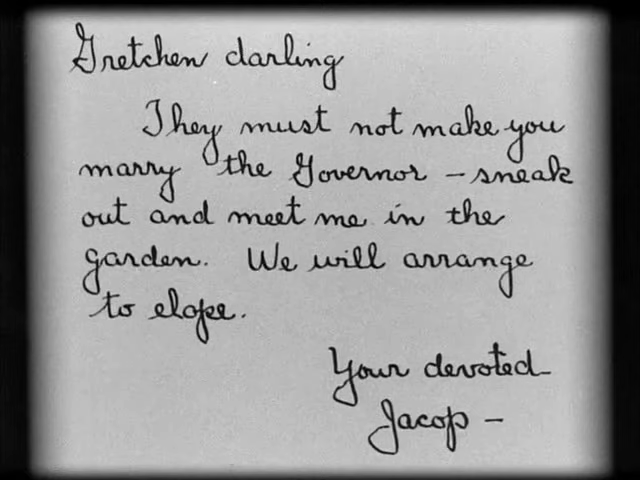 Gretchen darling
They must not make you
marry the Governor – sneak
out and meet me in the
garden. We will arrange
to elope.
Your devoted
Jacop –